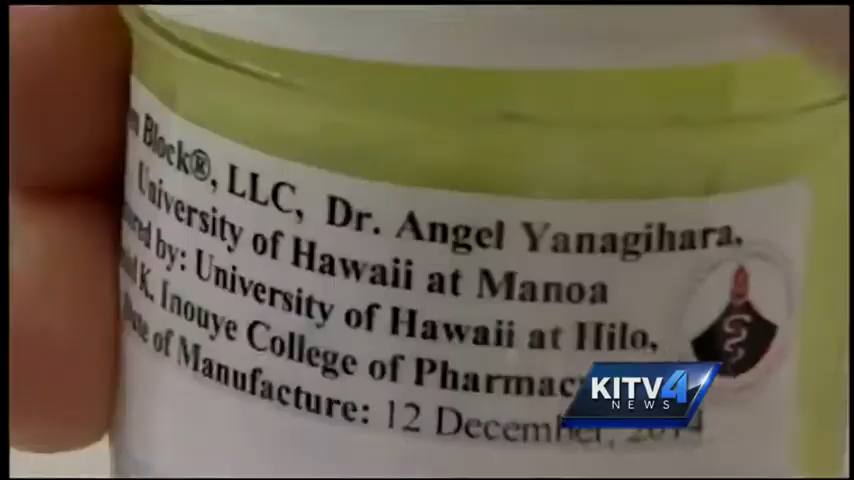 Block®, LLC, Dr. Angel Yanagihara,
University of Hawaii at Manoa
by: University of Hawaii at Hilo,
K. Inouye College of Pharmac
of Manufacture: 12 December, 2014
KITV4
NEWS